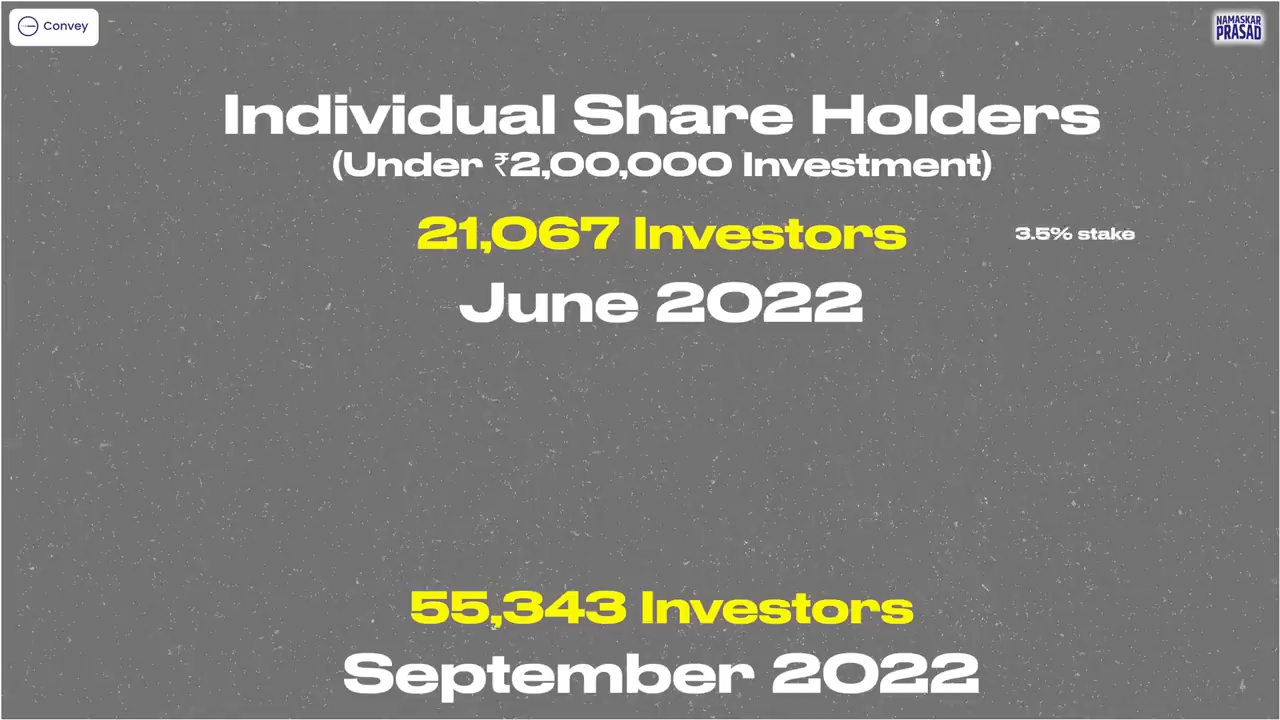 Convey
NAMASKAR
PRASAD
Individual Share Holders
(Under ₹2,00,000 Investment)
21,067 Investors
3.5% stake
June 2022
55,343 Investors
September 2022